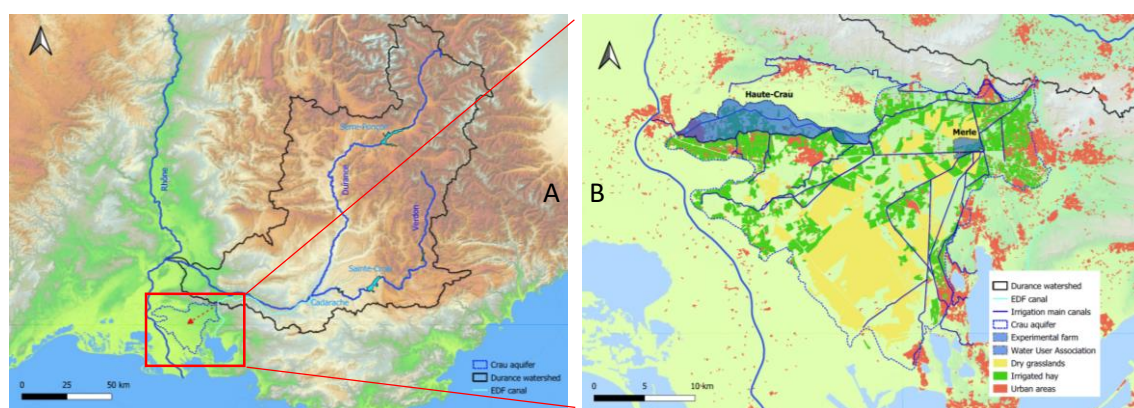 Serre-Ponçon
Rhône
Durance
Verdon
Sainte-Croix
Cadarache
Crau aquifer
Durance watershed
EDF canal
0 25 50 km
A
B
Haute-Crau
Merle
Durance watershed
EDF canal
Irrigation main canals
Crau aquifer
Experimental farm
Water User Association
Dry grasslands
Irrigated hay
Urban areas
0 5 10 km